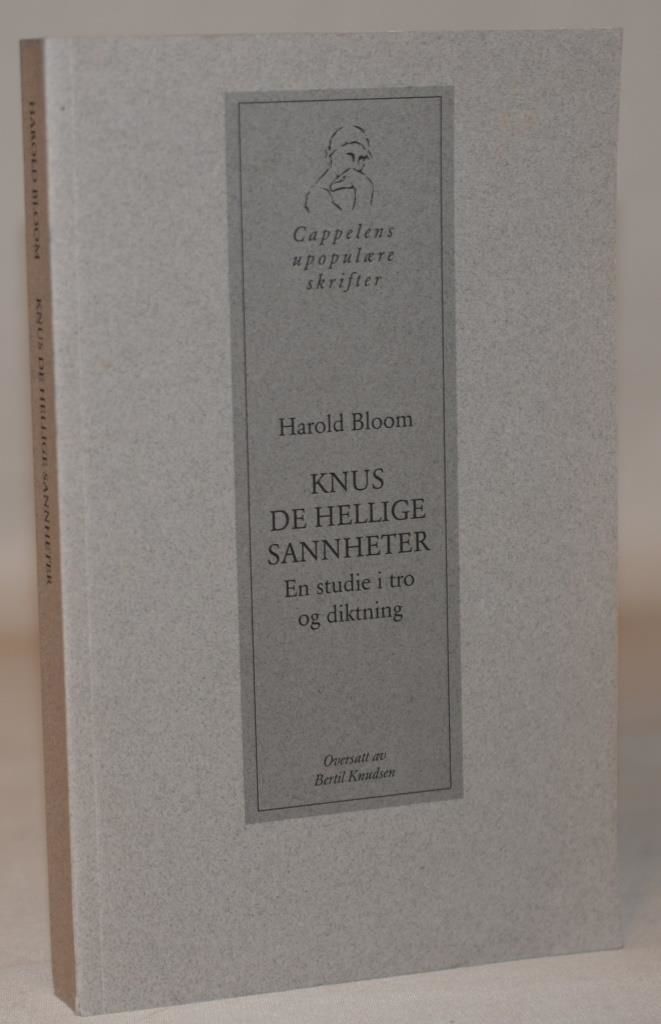 HAROLD BLOOM KNUS DE HELLIGE SANNHETER
Cappelens
upopulære
skrifter
Harold Bloom
KNUS
DE HELLIGE
SANNHETER
En studie i tro
og diktning
Oversatt av
Bertil Knudsen